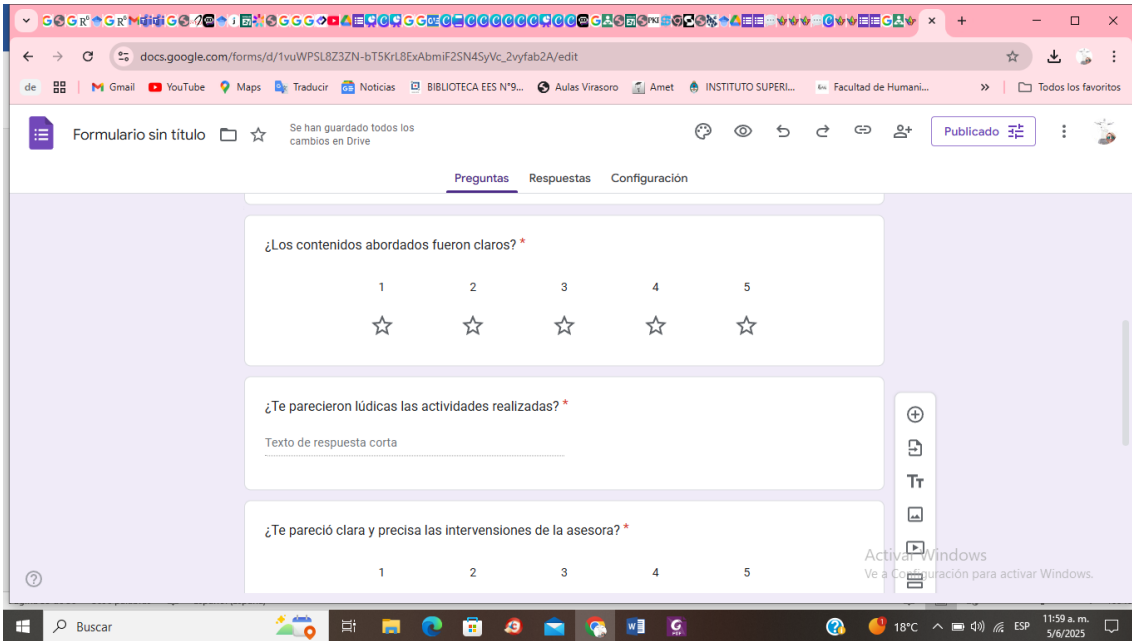 docs.google.com/forms/d/1vuWPSL8Z3ZN-bT5KrL8ExAbmiF2SN4SyVc_2vyfab2A/edit
de Gmail YouTube Maps Traducir Noticias BIBLIOTECA EES N°9... Aulas Virasoro Amet INSTITUTO SUPERI... Facultad de Humani... » Todos los favoritos
Formulario sin título
Se han guardado todos los
cambios en Drive
Publicado
Preguntas Respuestas Configuración
¿Los contenidos abordados fueron claros? *
1 2 3 4 5
¿Te parecieron lúdicas las actividades realizadas? *
Texto de respuesta corta
¿Te pareció clara y precisa las intervenciones de la asesora? *
1 2 3 4 5
Activar Windows
Ve a Configuración para activar Windows.
Buscar
18°C
ESP
11:59 a. m.
5/6/2025